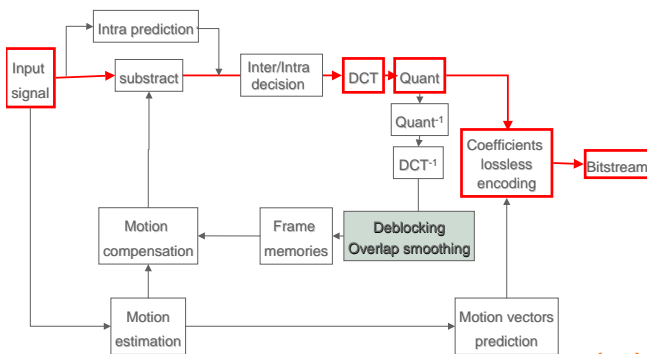 Intra prediction
Input
signal
substract
Inter/Intra
decision
DCT
Quant
Quant-1
DCT-1
Coefficients
lossless
encoding
Bitstream
Motion
compensation
Frame
memories
Deblocking
Overlap smoothing
Motion
estimation
Motion vectors
prediction